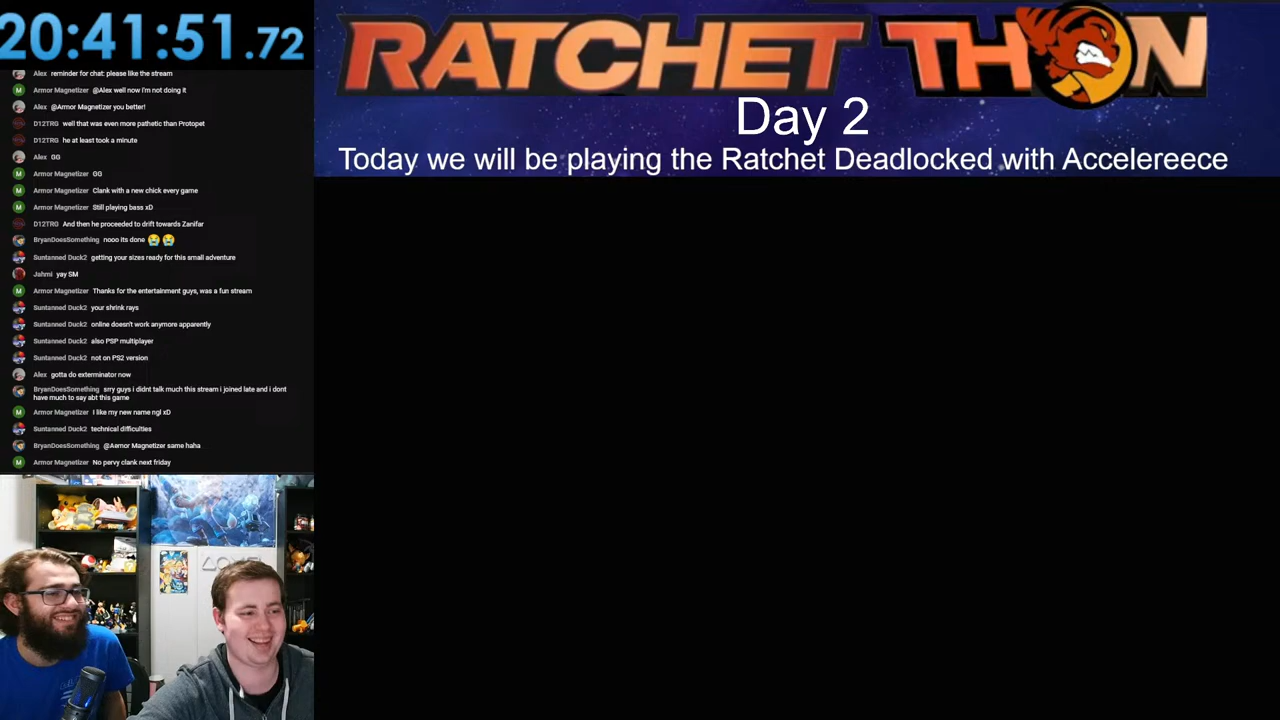 20:41:51.72
RATCHET THON
Day 2
Today we will be playing the Ratchet Deadlocked with Accelereece
Alex reminder for chat: please like the stream
M Armor Magnetizer @Alex well now I'm not doing it
Alex @Armor Magnetizer you better!
D12TRG well that was even more pathetic than Protopet
D12TRG he at least took a minute
Alex GG
M Armor Magnetizer GG
M Armor Magnetizer Clank with a new chick every game
M Armor Magnetizer Still playing bass xD
D12TRG And then he proceeded to drift towards Zanifar
BryanDoesSomething nooo its done 😭 😭
Suntanned Duck2 getting your sizes ready for this small adventure
Jahmi yay SM
M Armor Magnetizer Thanks for the entertainment guys, was a fun stream
Suntanned Duck2 your shrink rays
Suntanned Duck2 online doesn't work anymore apparently
Suntanned Duck2 also PSP multiplayer
Suntanned Duck2 not on PS2 version
Alex gotta do exterminator now
BryanDoesSomething srry guys i didnt talk much this stream i joined late and i dont
have much to say abt this game
M Armor Magnetizer I like my new name ngl xD
Suntanned Duck2 technical difficulties
BryanDoesSomething @Aemor Magnetizer same haha
M Armor Magnetizer No pervy clank next friday